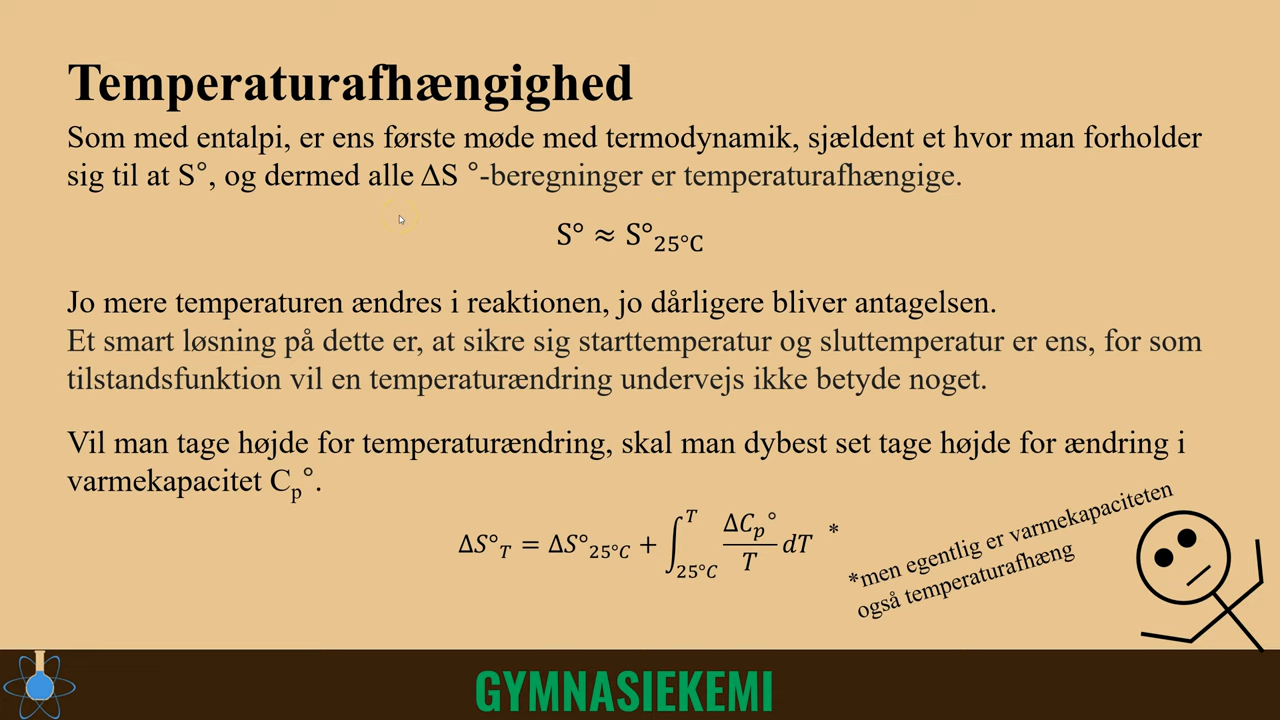 Temperaturafhængighed
Som med entalpi, er ens første møde med termodynamik, sjældent et hvor man forholder
sig til at S°, og dermed alle ΔS °-beregninger er temperaturafhængige.
S° ≈ S°₂₅°C
Jo mere temperaturen ændres i reaktionen, jo dårligere bliver antagelsen.
Et smart løsning på dette er, at sikre sig starttemperatur og sluttemperatur er ens, for som
tilstandsfunktion vil en temperaturændring undervejs ikke betyde noget.
Vil man tage højde for temperaturændring, skal man dybest set tage højde for ændring i
varmekapacitet Cp°.
ΔS°T = ΔS°25°C + ∫25°C^T ΔCp°/T dT *
*men egentlig er varmekapaciteten
også temperaturafhæng
GYMNASIEKEMI